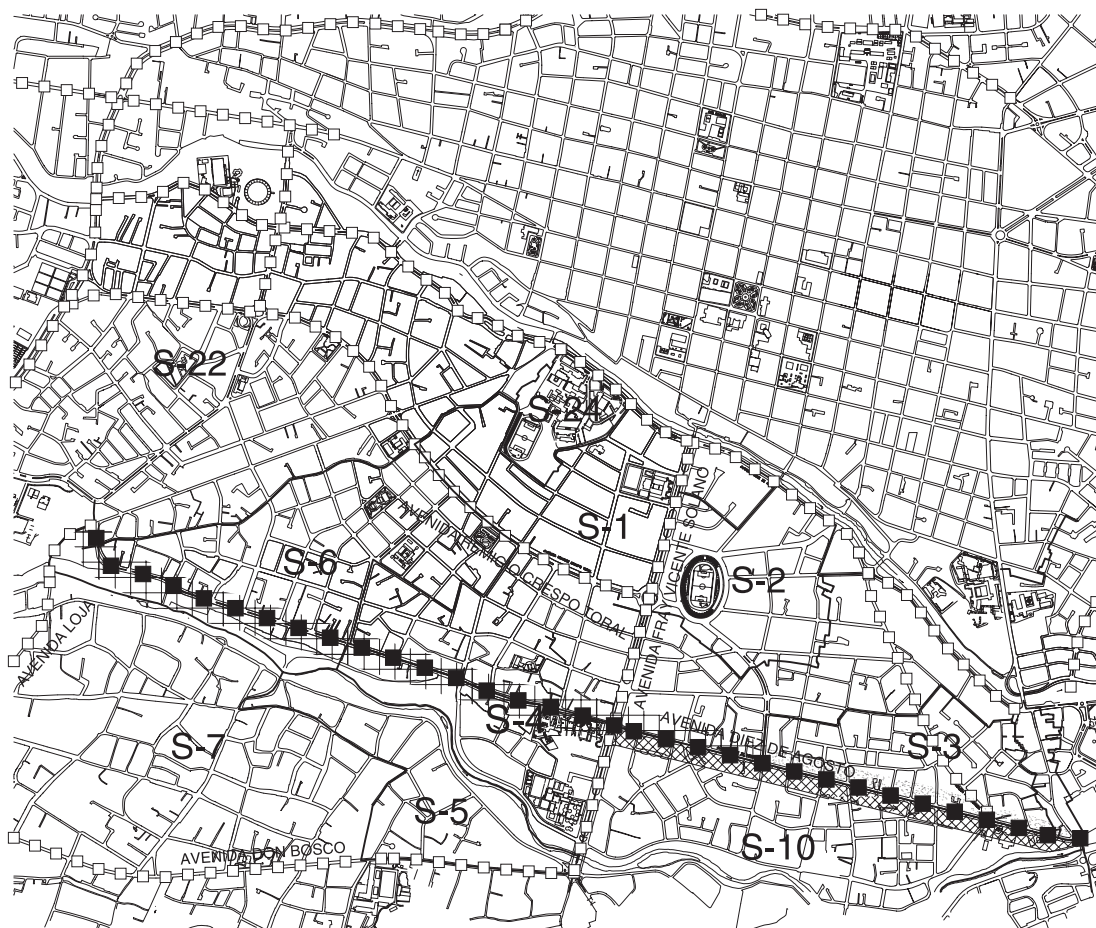 S-22
S-24
S-1
AVENIDA REMIGIO CRESPO TORAL
AVENIDA FRAY VICENTE SOLANO
S-6
S-2
AVENIDA LOJA
S-4
AVENIDA DIEZ DE AGOSTO
S-3
S-7
S-5
S-10
AVENIDA DON BOSCO